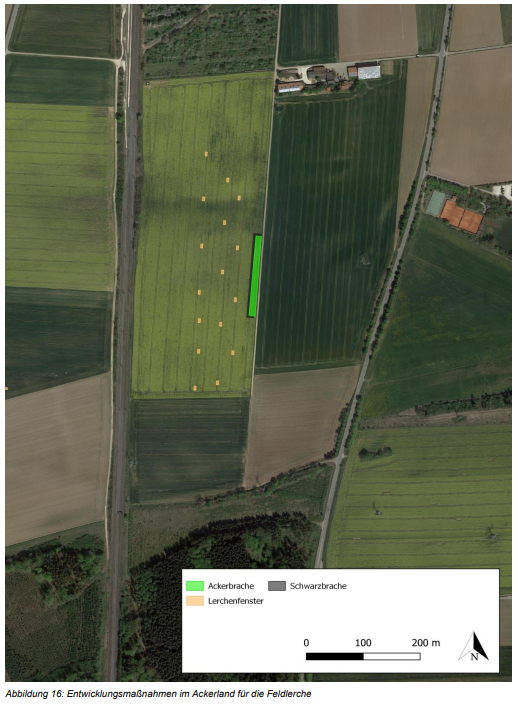 Ackerbrache Schwarzbrache
Lerchenfenster
0 100 200 m
N
Abbildung 16: Entwicklungsmaßnahmen im Ackerland für die Feldlerche